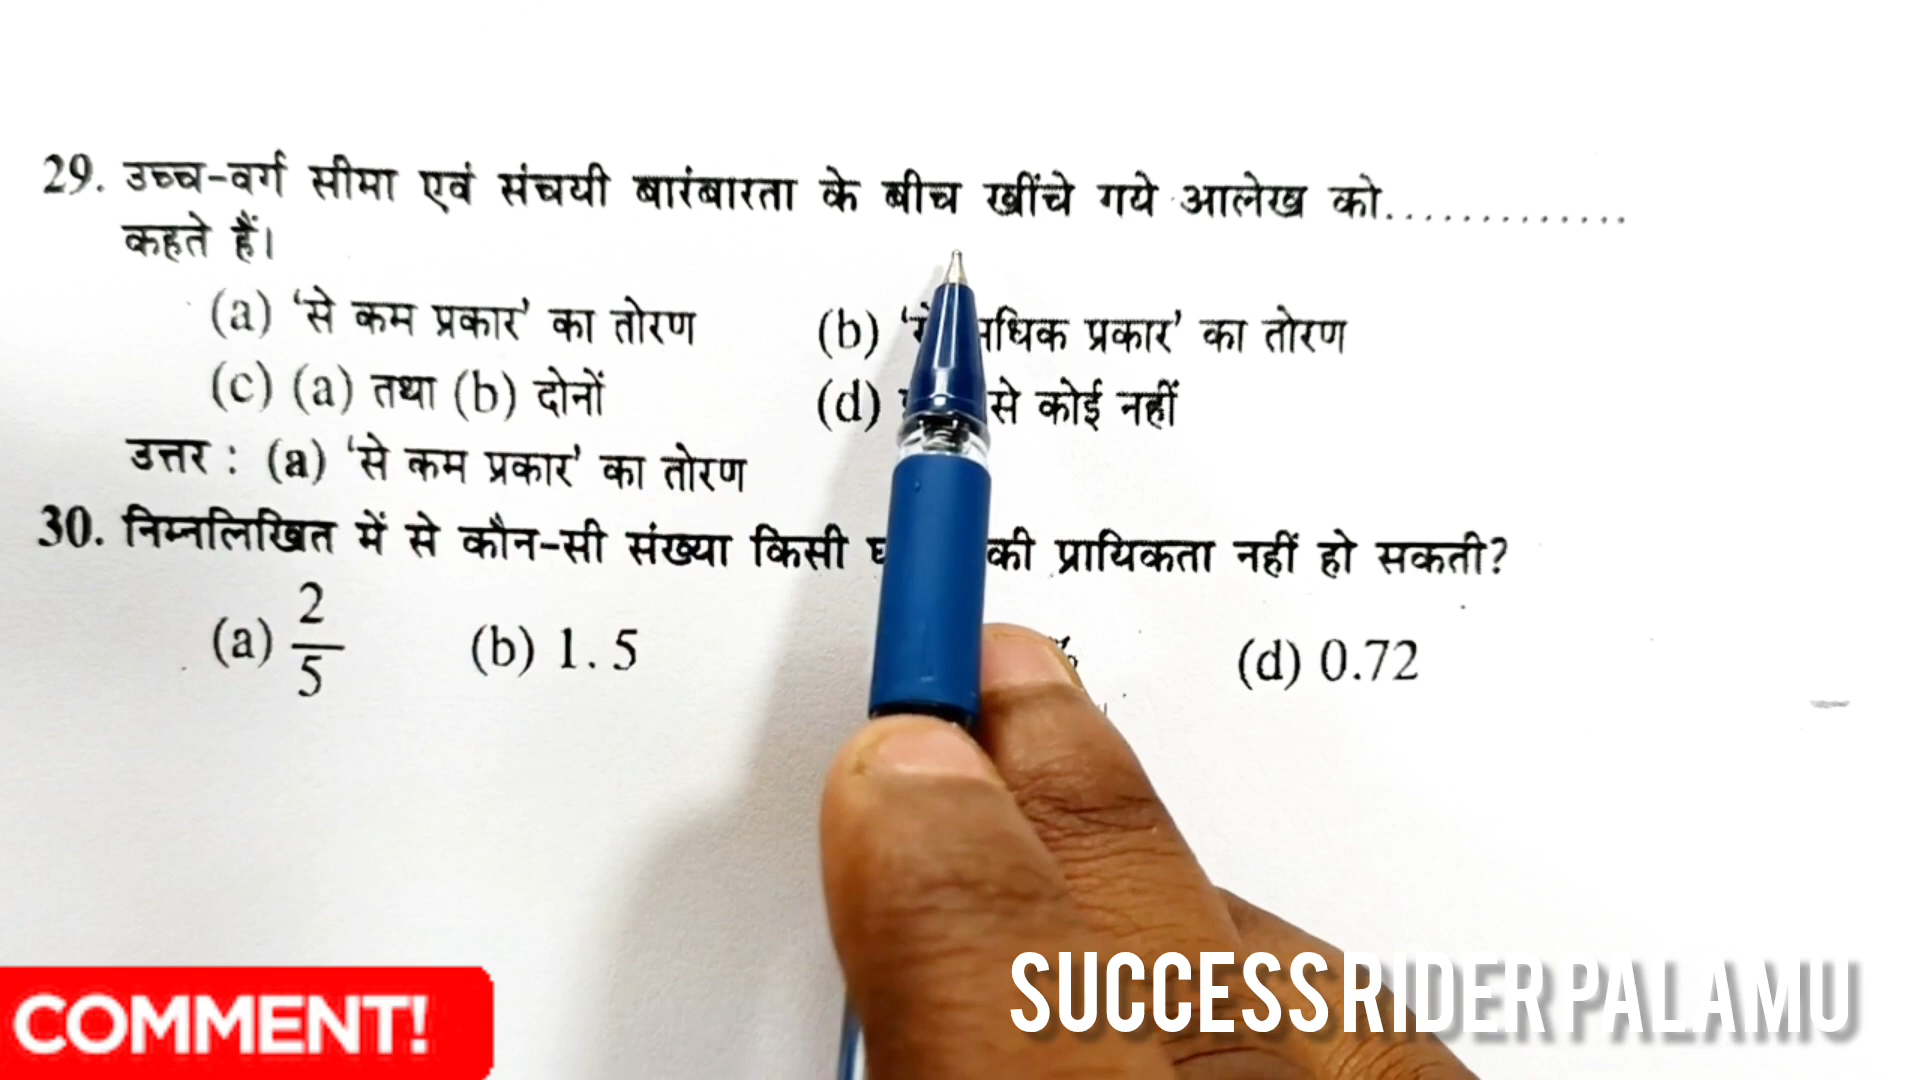 29. उच्च-वर्ग सीमा एवं संचयी बारंबारता के बीच खींचे गये आलेख को.............
कहते हैं।
(a) 'से कम प्रकार' का तोरण (b) प्रकार' का तोरण
(c) (a) तथा (b) दोनों (d) से कोई नहीं
उत्तर : (a) 'से कम प्रकार' का तोरण
30. निम्नलिखित में से कौन-सी संख्या किसी की प्रायिकता नहीं हो सकती?
(a) 2/5 (b) 1.5 (d) 0.72
SUCCESS RIDER PALAMU
COMMENT!